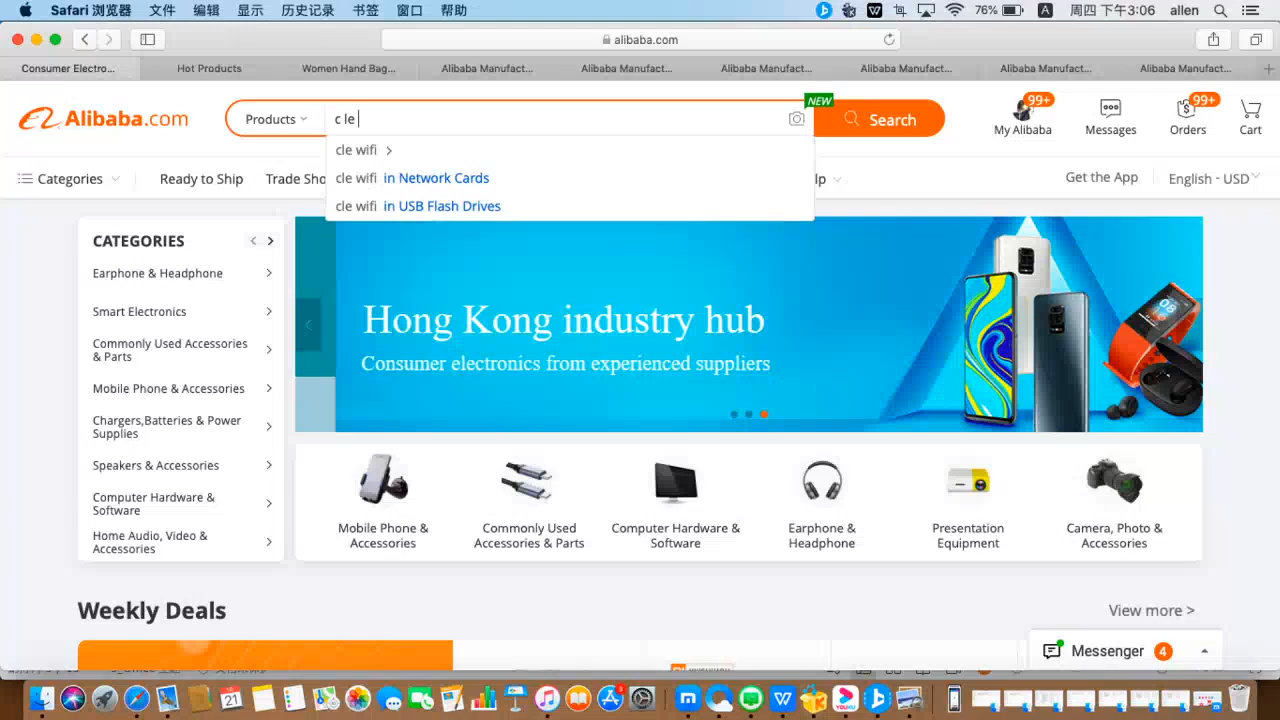 Safari 浏览器 文件 编辑 显示 历史记录 书签 窗口 帮助
76% A 周四 下午3:06 allen
alibaba.com
Consumer Electro...
Hot Products
Women Hand Bag...
Alibaba Manufact...
Alibaba Manufact...
Alibaba Manufact...
Alibaba Manufact...
Alibaba Manufact...
Alibaba Manufact...
Alibaba.com
Products
c le
NEW
Search
99+
My Alibaba
Messages
99+
Orders
Cart
cle wifi
cle wifi in Network Cards
cle wifi in USB Flash Drives
Categories
Ready to Ship
Trade Sho
lp
Get the App
English - USD
CATEGORIES
Earphone & Headphone
Smart Electronics
Commonly Used Accessories
& Parts
Mobile Phone & Accessories
Chargers,Batteries & Power
Supplies
Speakers & Accessories
Computer Hardware &
Software
Home Audio, Video &
Accessories
Hong Kong industry hub
Consumer electronics from experienced suppliers
Mobile Phone &
Accessories
Commonly Used
Accessories & Parts
Computer Hardware &
Software
Earphone &
Headphone
Presentation
Equipment
Camera, Photo &
Accessories
Weekly Deals
View more >
Messenger 4
21
YOUKU